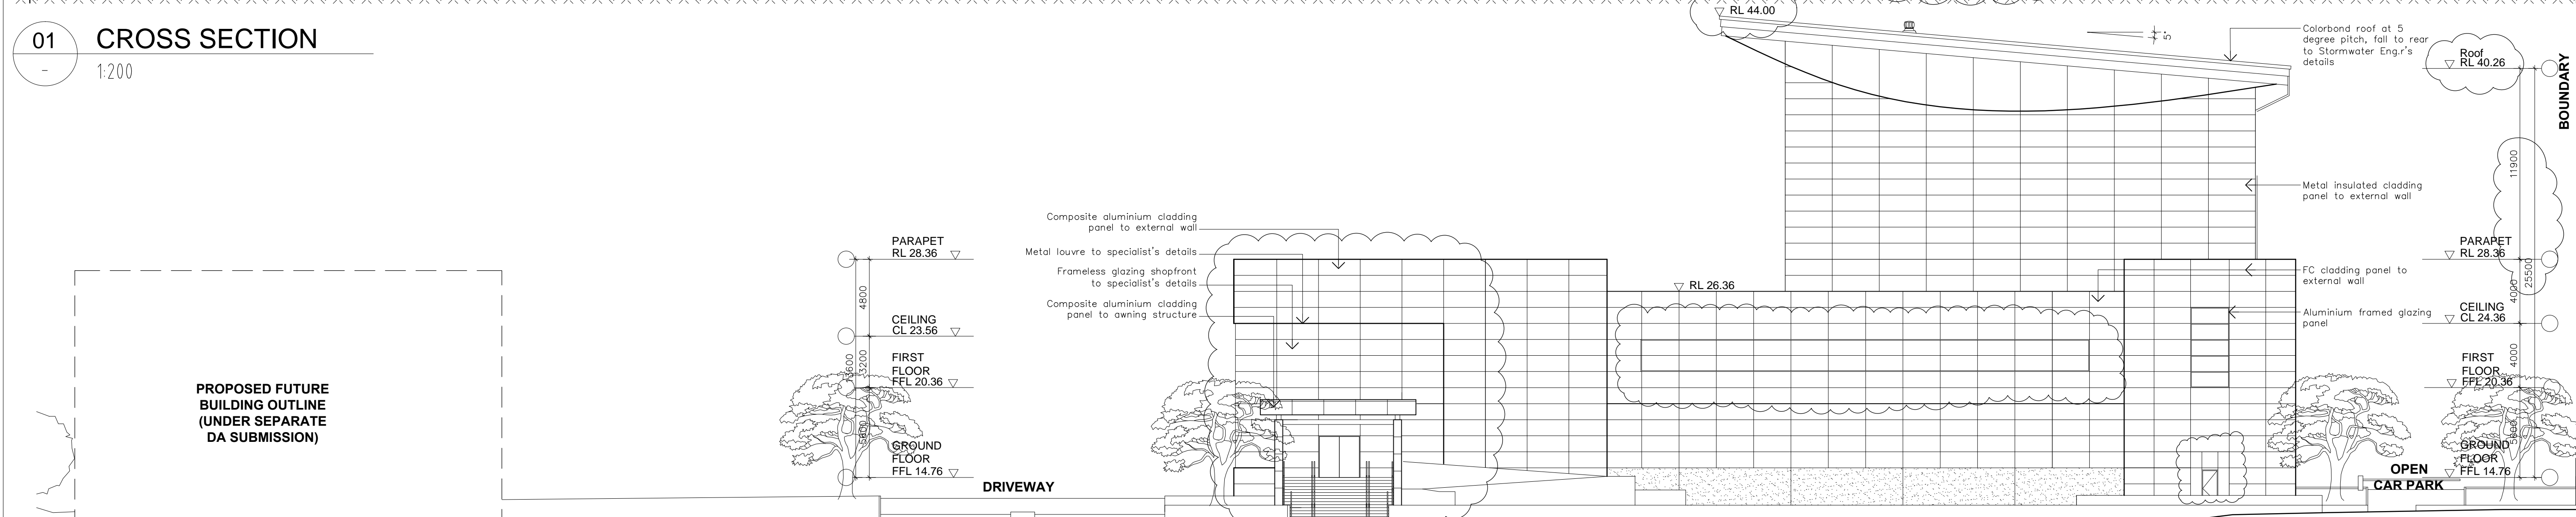 01
CROSS SECTION
-
1:200
RL 44.00
5°
Colorbond roof at 5
degree pitch, fall to rear
to Stormwater Eng.r's
details
Roof
RL 40.26
BOUNDARY
11900
Metal insulated cladding
panel to external wall
Composite aluminium cladding
panel to external wall
Metal louvre to specialist's details
Frameless glazing shopfront
to specialist's details
Composite aluminium cladding
panel to awning structure
PARAPET
RL 28.36
4800
CEILING
CL 23.56
3600
3200
FIRST
FLOOR
FFL 20.36
5600
GROUND
FLOOR
FFL 14.76
PROPOSED FUTURE
BUILDING OUTLINE
(UNDER SEPARATE
DA SUBMISSION)
DRIVEWAY
RL 26.36
PARAPET
RL 28.36
FC cladding panel to
external wall
4000
25500
Aluminium framed glazing
panel
CEILING
CL 24.36
4000
FIRST
FLOOR
FFL 20.36
5600
GROUND
FLOOR
FFL 14.76
OPEN
CAR PARK